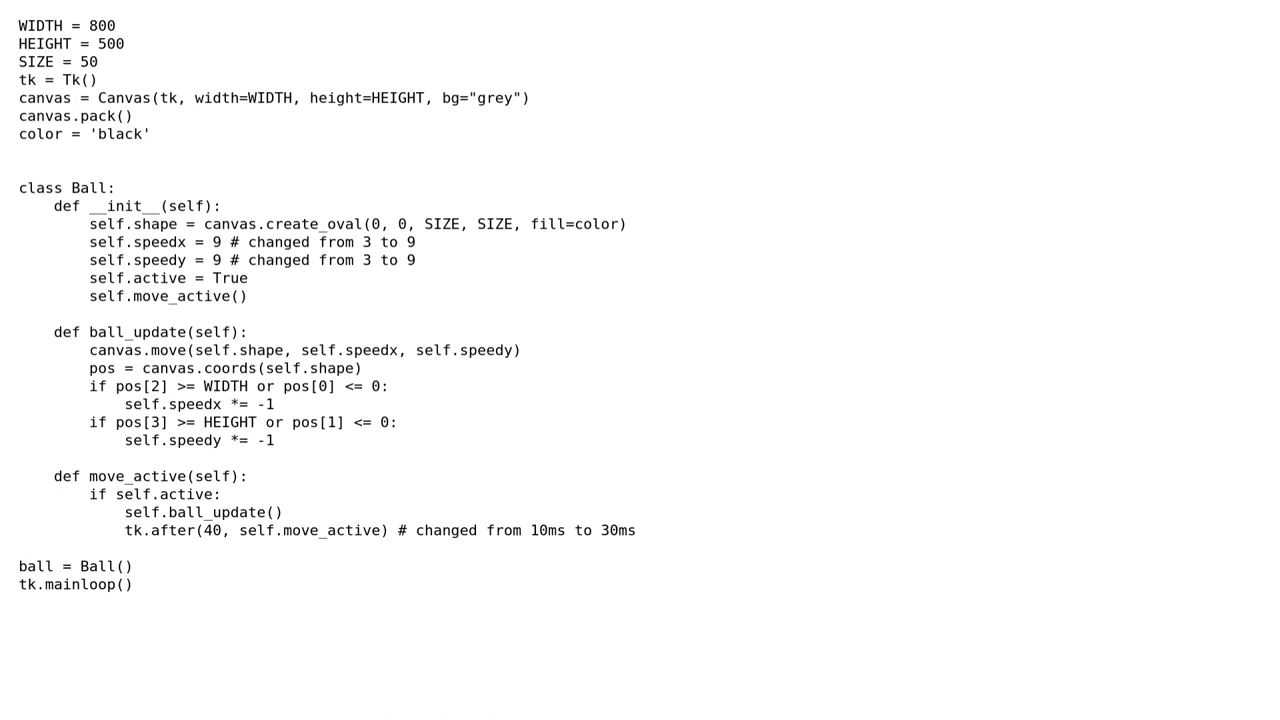 WIDTH = 800
HEIGHT = 500
SIZE = 50
tk = Tk()
canvas = Canvas(tk, width=WIDTH, height=HEIGHT, bg="grey")
canvas.pack()
color = 'black'


class Ball:
    def __init__(self):
        self.shape = canvas.create_oval(0, 0, SIZE, SIZE, fill=color)
        self.speedx = 9 # changed from 3 to 9
        self.speedy = 9 # changed from 3 to 9
        self.active = True
        self.move_active()

    def ball_update(self):
        canvas.move(self.shape, self.speedx, self.speedy)
        pos = canvas.coords(self.shape)
        if pos[2] >= WIDTH or pos[0] <= 0:
            self.speedx *= -1
        if pos[3] >= HEIGHT or pos[1] <= 0:
            self.speedy *= -1

    def move_active(self):
        if self.active:
            self.ball_update()
            tk.after(40, self.move_active) # changed from 10ms to 30ms

ball = Ball()
tk.mainloop()